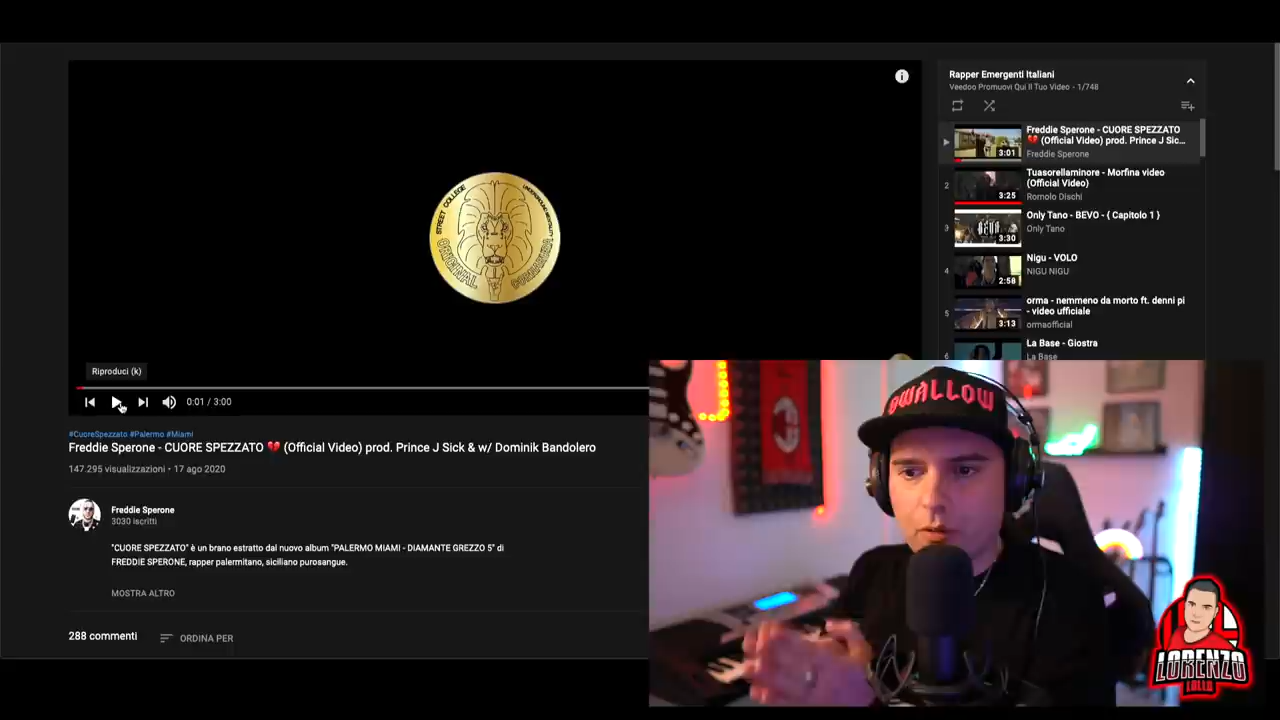 STREET COLLEGE
UNDERGROUND MENTALITY
ORIGINAL
Riproduci (k)
0:01 / 3:00
#CuoreSpezzato #Palermo #Miami
Freddie Sperone - CUORE SPEZZATO 💔 (Official Video) prod. Prince J Sick & w/ Dominik Bandolero
147.295 visualizzazioni • 17 ago 2020
Freddie Sperone
3030 iscritti
"CUORE SPEZZATO" è un brano estratto dal nuovo album "PALERMO MIAMI - DIAMANTE GREZZO 5" di
FREDDIE SPERONE, rapper palermitano, siciliano purosangue.
MOSTRA ALTRO
288 commenti
ORDINA PER
Rapper Emergenti Italiani
Veedoo Promuovi Qui Il Tuo Video - 1/748
3:01
Freddie Sperone - CUORE SPEZZATO
💔 (Official Video) prod. Prince J Sic...
Freddie Sperone
2
3:25
Tuasorellaminore - Morfina video
(Official Video)
Romolo Dischi
3
3:30
Only Tano - BEVO - { Capitolo 1 }
Only Tano
4
2:58
Nigu - VOLO
NIGU NIGU
5
3:13
orma - nemmeno da morto ft. denni pi
- video ufficiale
ormaofficial
6
La Base - Giostra
La Base
SWALLOW
LORENZO
LOLLO